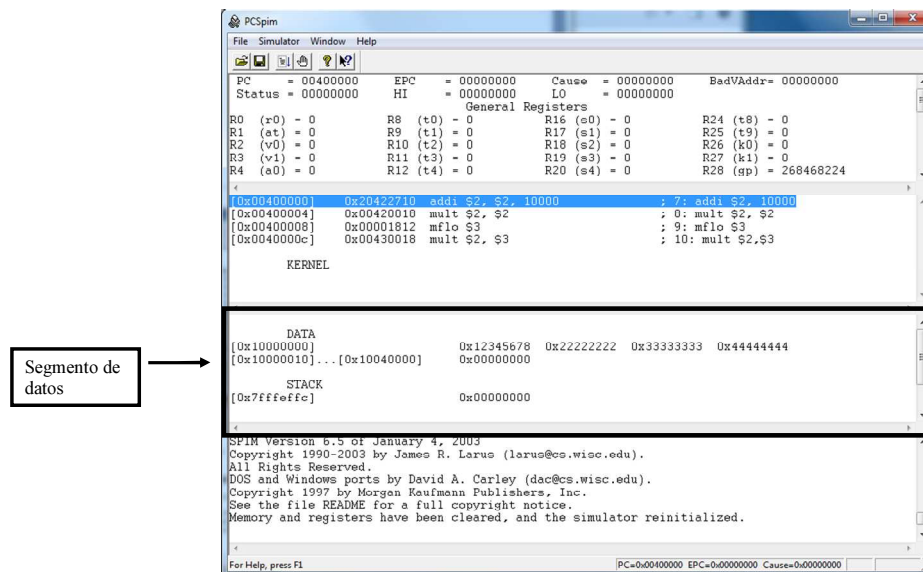 PCSpim
File Simulator Window Help
PC = 00400000 EPC = 00000000 Cause = 00000000 BadVAddr= 00000000
Status = 00000000 HI = 00000000 LO = 00000000
General Registers
R0 (r0) = 0 R8 (t0) = 0 R16 (s0) = 0 R24 (t8) = 0
R1 (at) = 0 R9 (t1) = 0 R17 (s1) = 0 R25 (t9) = 0
R2 (v0) = 0 R10 (t2) = 0 R18 (s2) = 0 R26 (k0) = 0
R3 (v1) = 0 R11 (t3) = 0 R19 (s3) = 0 R27 (k1) = 0
R4 (a0) = 0 R12 (t4) = 0 R20 (s4) = 0 R28 (gp) = 268468224
[0x00400000] 0x20422710 addi $2, $2, 10000 ; 7: addi $2, 10000
[0x00400004] 0x00420018 mult $2, $2 ; 8: mult $2, $2
[0x00400008] 0x00001812 mflo $3 ; 9: mflo $3
[0x0040000c] 0x00430018 mult $2, $3 ; 10: mult $2,$3
KERNEL
DATA
[0x10000000] 0x12345678 0x22222222 0x33333333 0x44444444
[0x10000010]...[0x10040000] 0x00000000
Segmento de
datos
STACK
[0x7fffeffc] 0x00000000
SPIM Version 6.5 of January 4, 2003
Copyright 1990-2003 by James R. Larus (larus@cs.wisc.edu).
All Rights Reserved.
DOS and Windows ports by David A. Carley (dac@cs.wisc.edu).
Copyright 1997 by Morgan Kaufmann Publishers, Inc.
See the file README for a full copyright notice.
Memory and registers have been cleared, and the simulator reinitialized.
For Help, press F1 PC=0x00400000 EPC=0x00000000 Cause=0x00000000